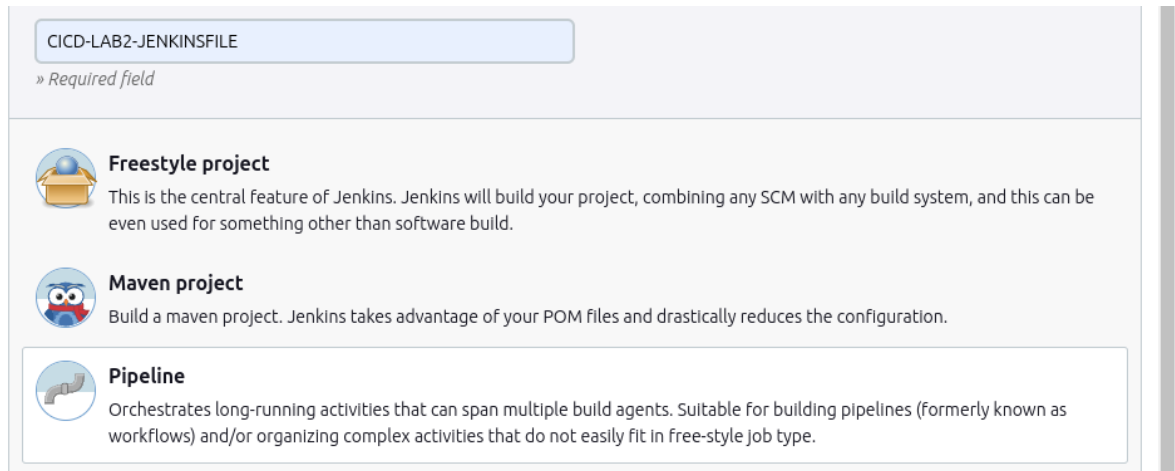 CICD-LAB2-JENKINSFILE
» Required field
Freestyle project
This is the central feature of Jenkins. Jenkins will build your project, combining any SCM with any build system, and this can be
even used for something other than software build.
Maven project
Build a maven project. Jenkins takes advantage of your POM files and drastically reduces the configuration.
Pipeline
Orchestrates long-running activities that can span multiple build agents. Suitable for building pipelines (formerly known as
workflows) and/or organizing complex activities that do not easily fit in free-style job type.